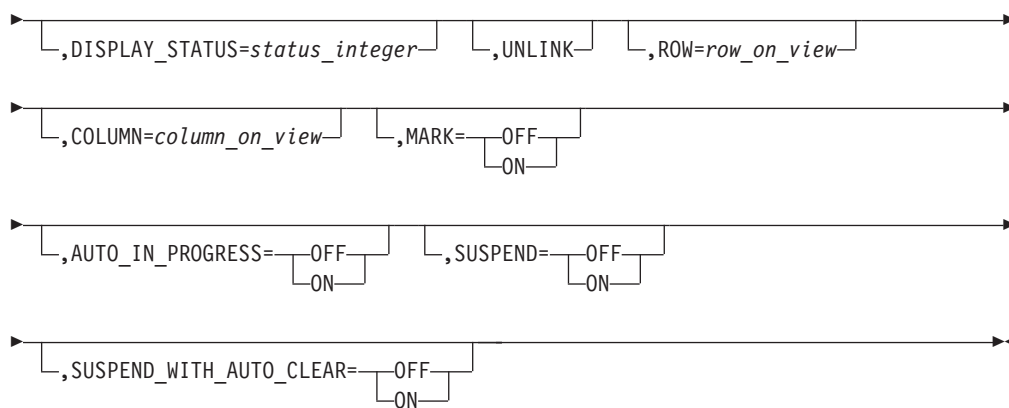 ,DISPLAY_STATUS=status_integer ,UNLINK ,ROW=row_on_view
,COLUMN=column_on_view ,MARK= OFF
ON
,AUTO_IN_PROGRESS= OFF ,SUSPEND= OFF
ON ON
,SUSPEND_WITH_AUTO_CLEAR= OFF
ON